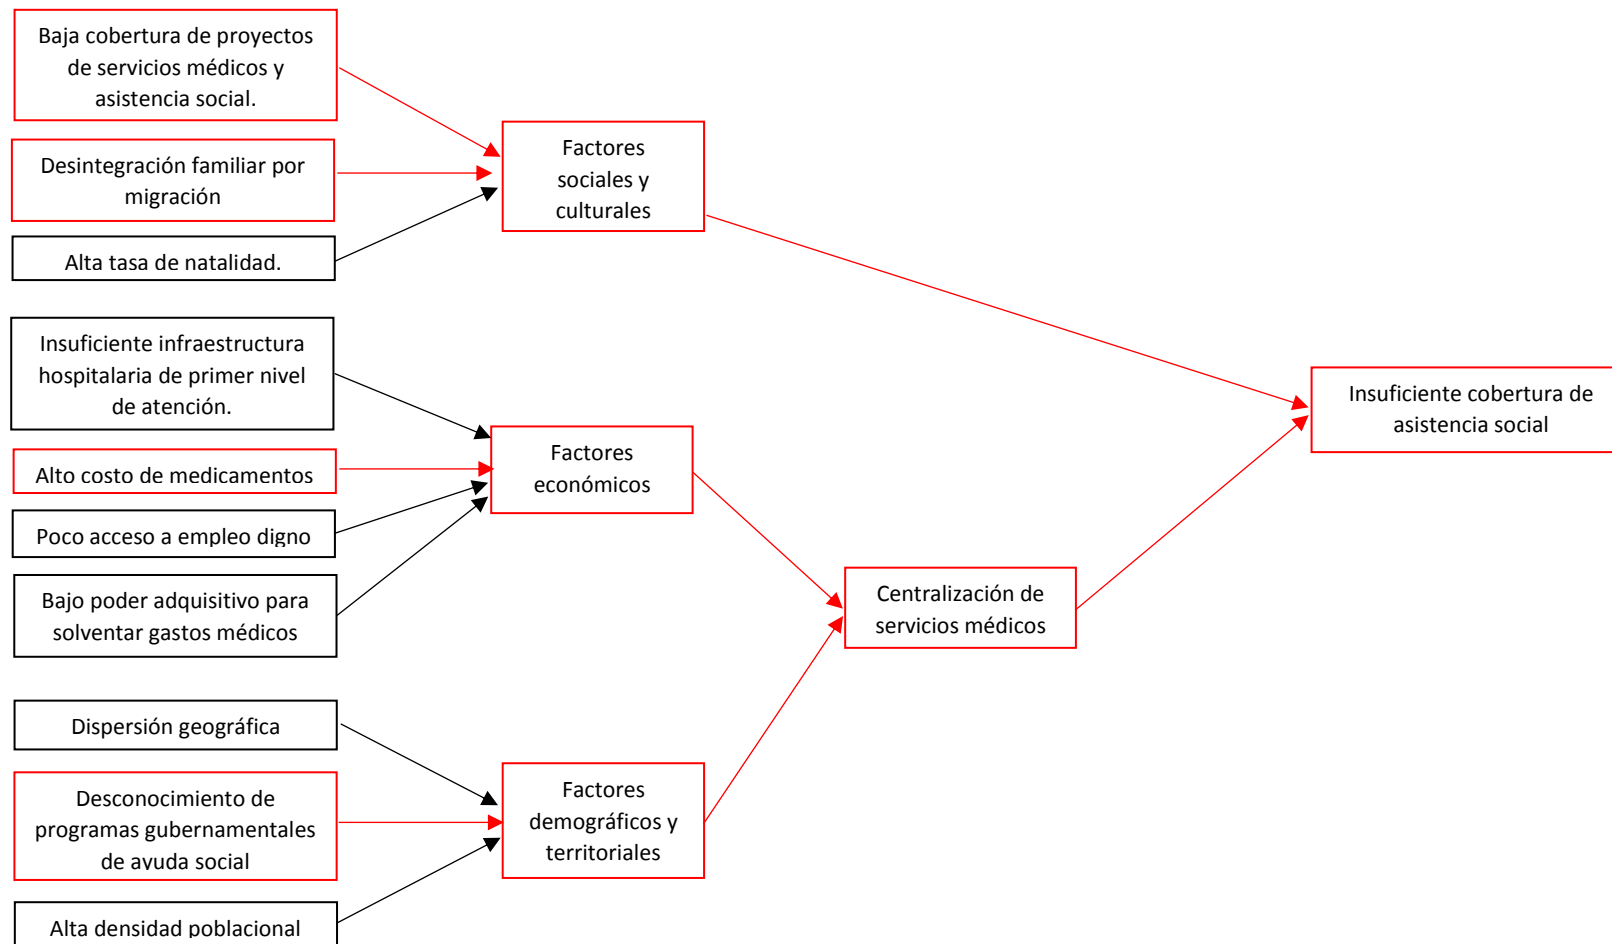 Baja cobertura de proyectos
de servicios médicos y
asistencia social.
Desintegración familiar por
migración
Alta tasa de natalidad.
Factores
sociales y
culturales
Insuficiente infraestructura
hospitalaria de primer nivel
de atención.
Alto costo de medicamentos
Poco acceso a empleo digno
Bajo poder adquisitivo para
solventar gastos médicos
Factores
económicos
Dispersión geográfica
Desconocimiento de
programas gubernamentales
de ayuda social
Alta densidad poblacional
Factores
demográficos y
territoriales
Centralización de
servicios médicos
Insuficiente cobertura de
asistencia social